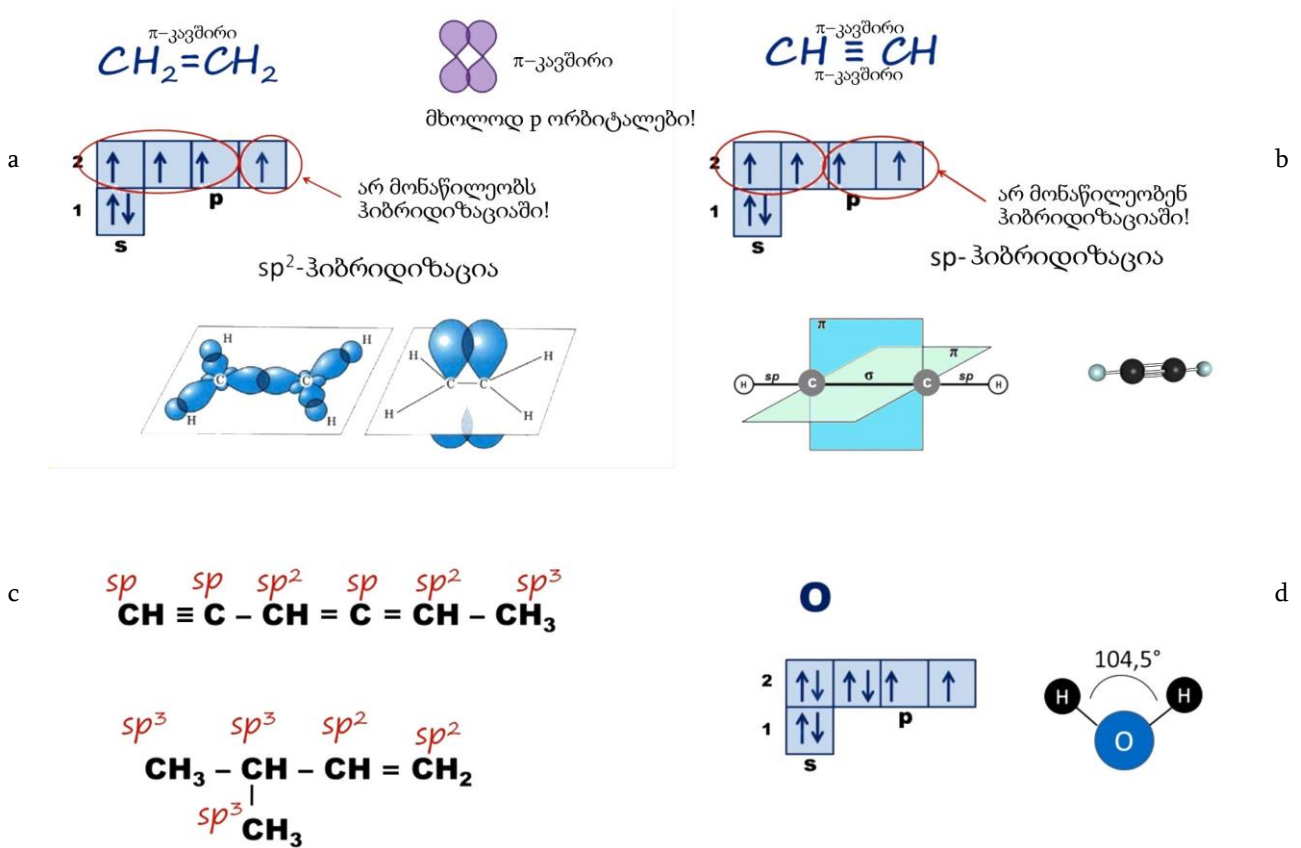 a
π–კავშირი
CH₂=CH₂
π–კავშირი
მხოლოდ p ორბიტალები!
2 ↑ ↑ ↑ ↑
1 ↑↓ p
s
არ მონაწილეობს
ჰიბრიდიზაციაში!
sp²-ჰიბრიდიზაცია
H H
C C
H H
H H
C C
H H
b
π–კავშირი
CH ≡ CH
π–კავშირი
2 ↑ ↑ ↑ ↑
1 ↑↓ p
s
არ მონაწილეობენ
ჰიბრიდიზაციაში!
sp- ჰიბრიდიზაცია
π
π
H sp C σ C sp H
c
sp sp sp² sp sp² sp³
CH ≡ C – CH = C = CH – CH₃
sp³ sp³ sp² sp²
CH₃ – CH – CH = CH₂
sp³ CH₃
d
O
2 ↑↓ ↑↓ ↑ ↑
1 ↑↓ p
s
104,5°
H H
O